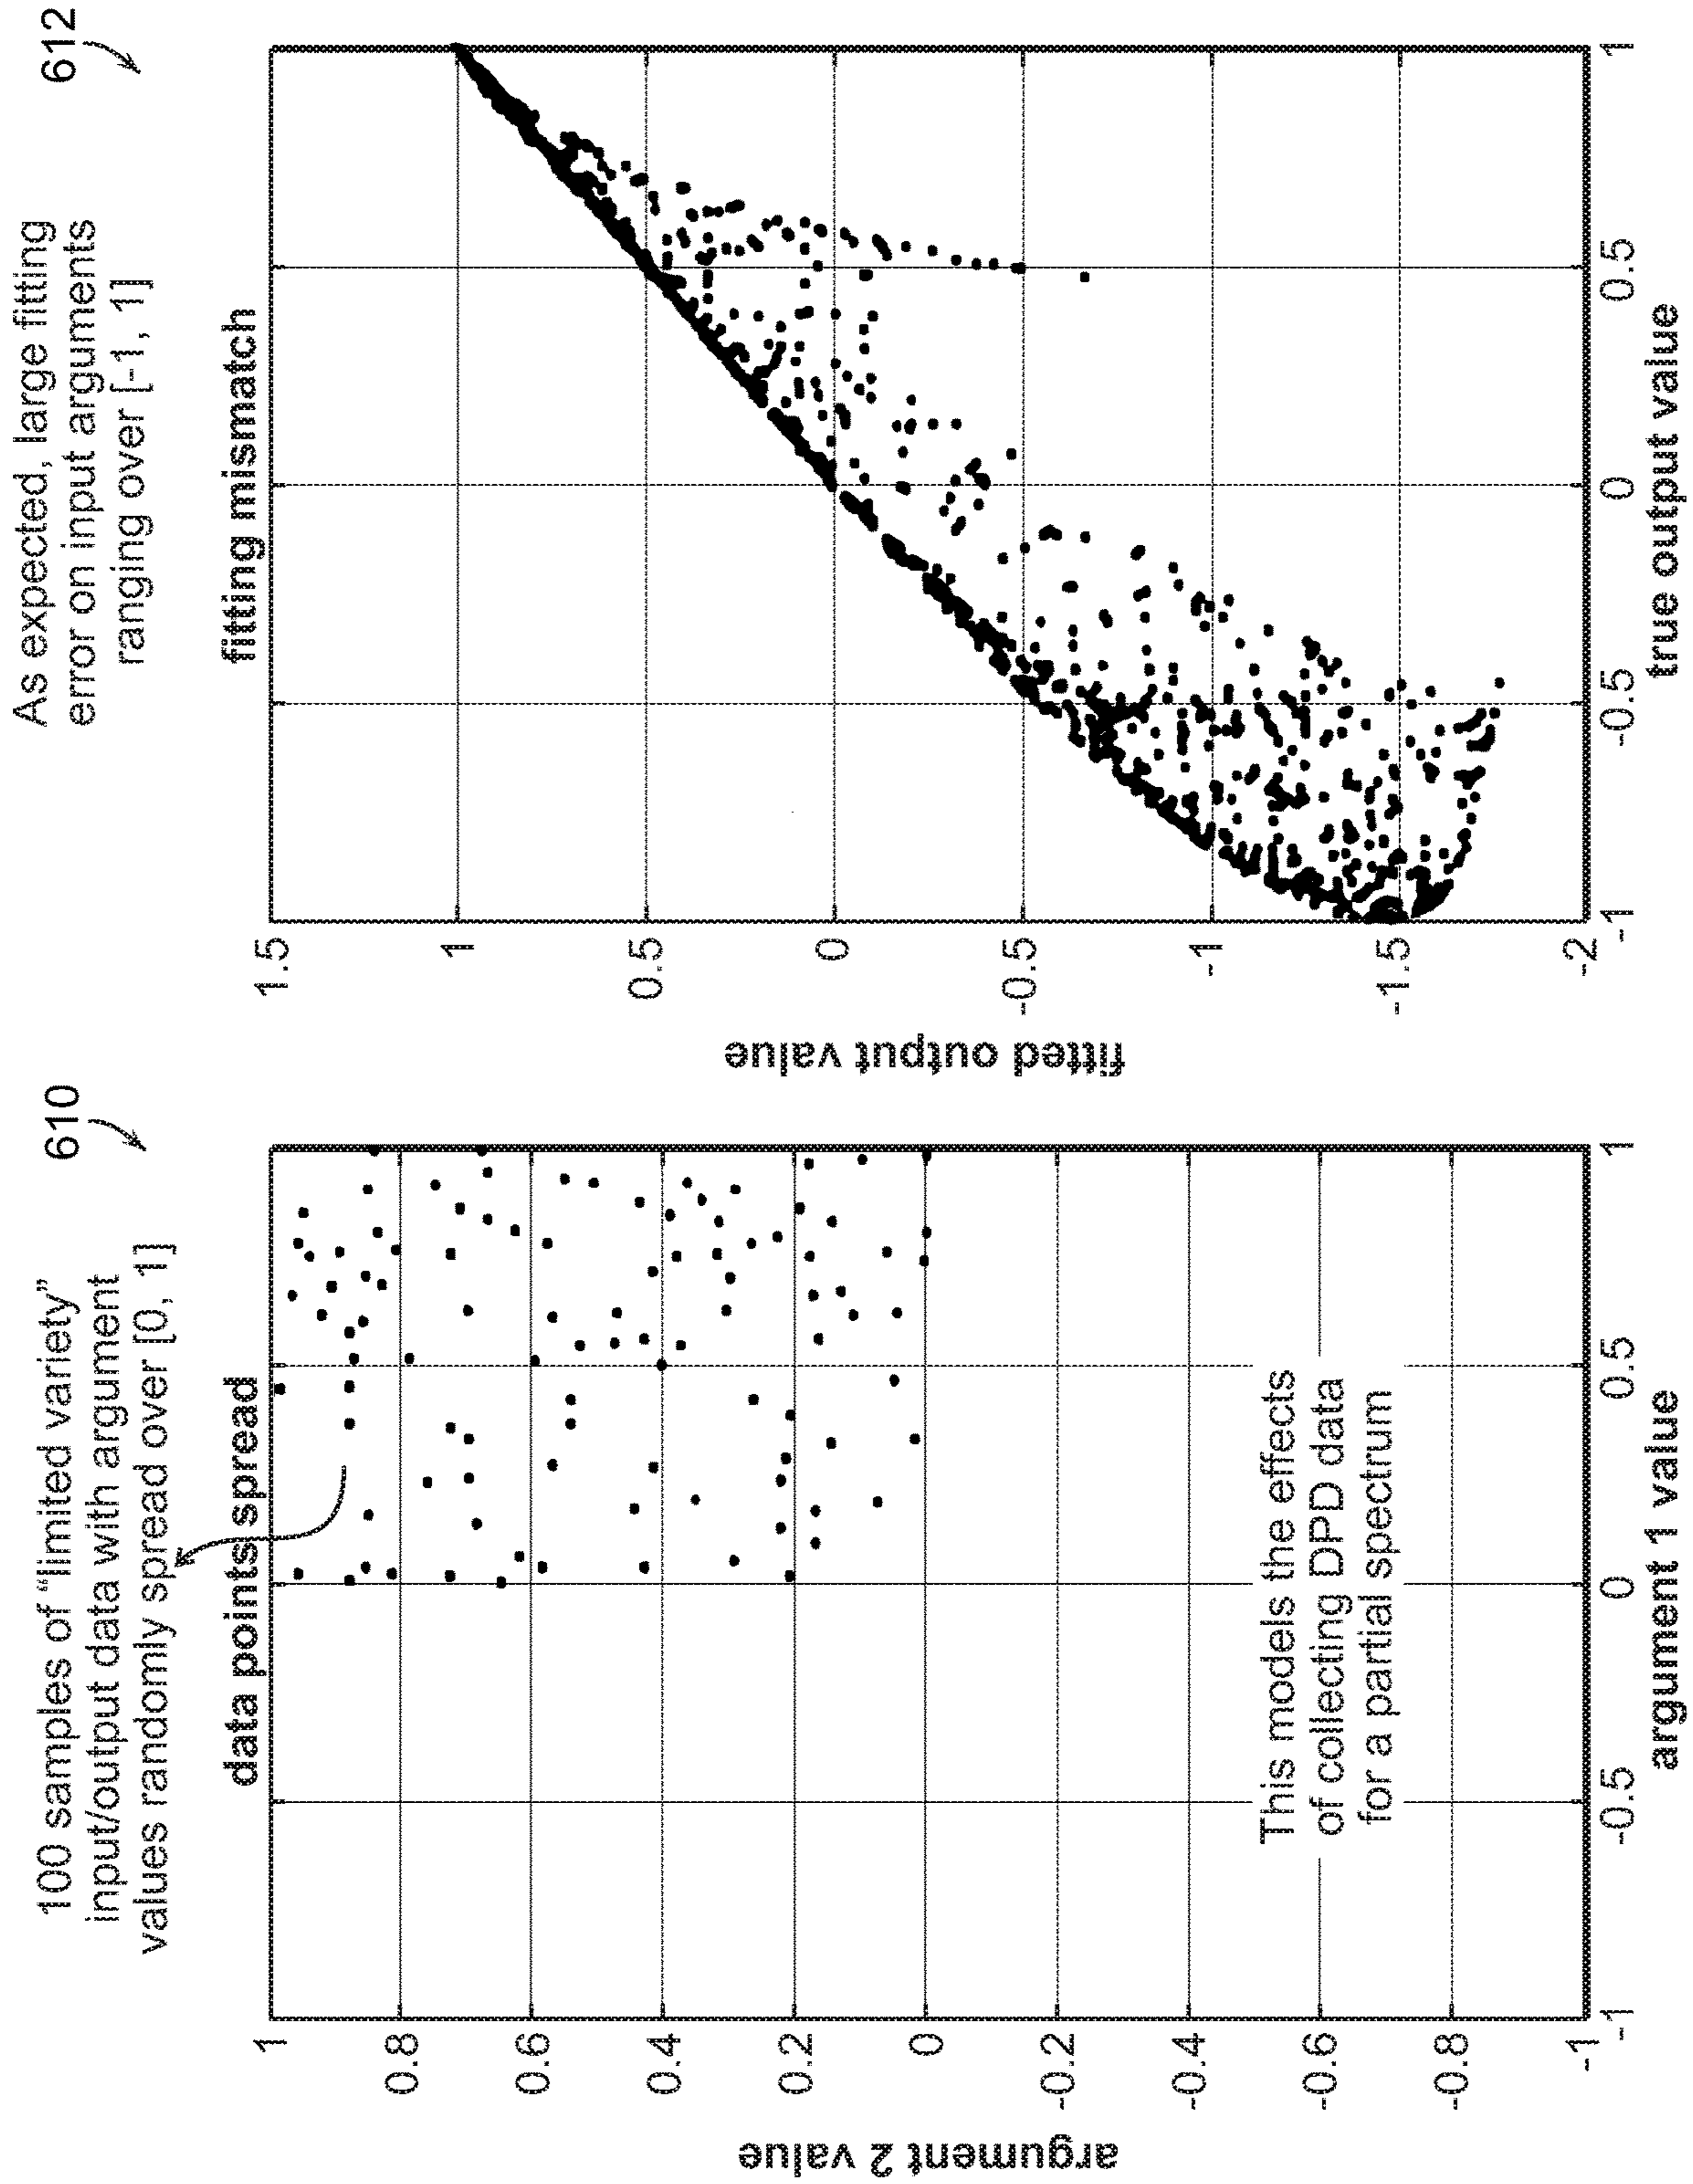 100 samples of “limited variety”
input/output data with argument
values randomly spread over [0, 1]
610
data points spread
1
0.8
0.6
0.4
0.2
0
-0.2
-0.4
-0.6
-0.8
-1
argument 2 value
This models the effects
of collecting DPD data
for a partial spectrum
-1
-0.5
0
0.5
1
argument 1 value
As expected, large fitting
error on input arguments
ranging over [-1, 1]
612
fitting mismatch
1.5
1
0.5
0
-0.5
-1
-1.5
-2
fitted output value
-1
-0.5
0
0.5
1
true output value